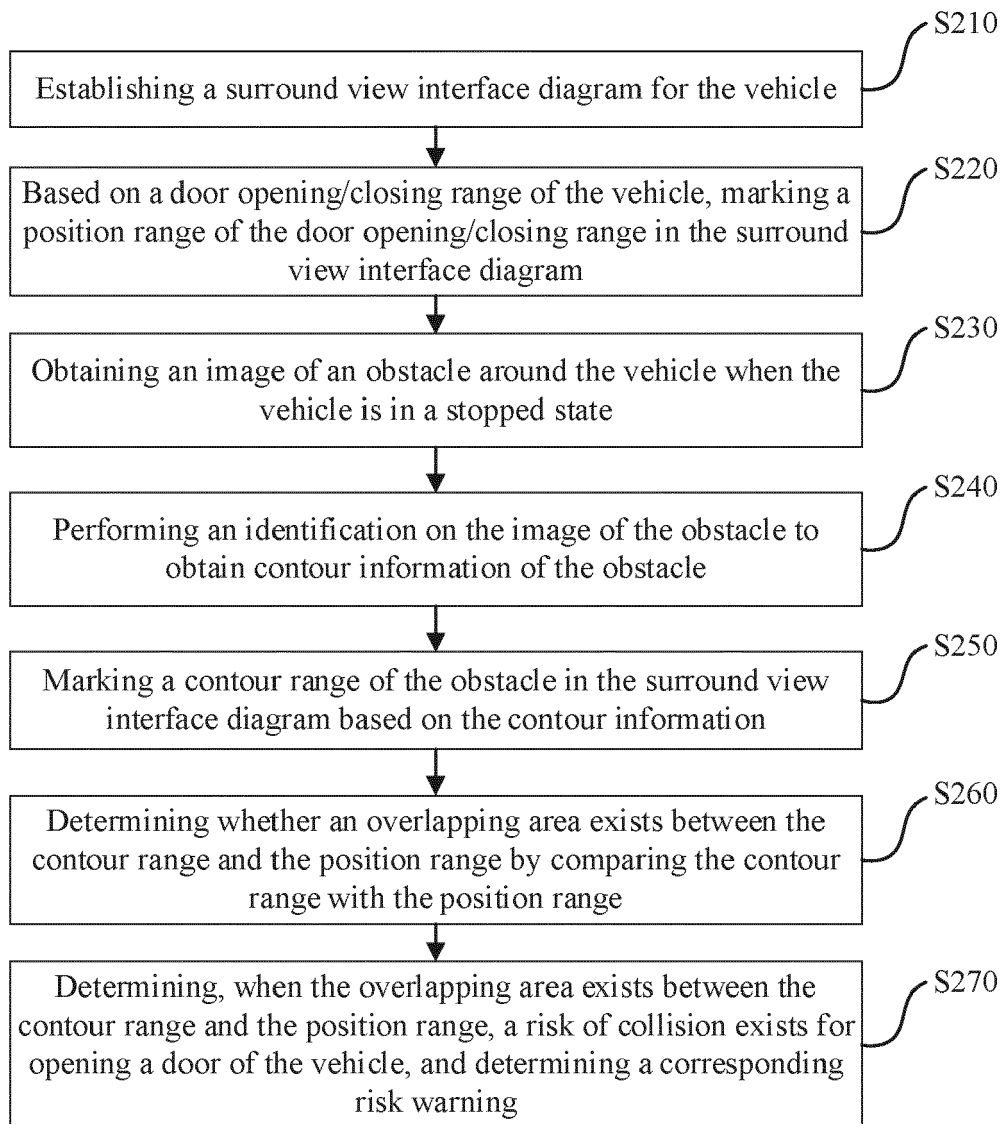 S210
Establishing a surround view interface diagram for the vehicle
S220
Based on a door opening/closing range of the vehicle, marking a
position range of the door opening/closing range in the surround
view interface diagram
S230
Obtaining an image of an obstacle around the vehicle when the
vehicle is in a stopped state
S240
Performing an identification on the image of the obstacle to
obtain contour information of the obstacle
S250
Marking a contour range of the obstacle in the surround view
interface diagram based on the contour information
S260
Determining whether an overlapping area exists between the
contour range and the position range by comparing the contour
range with the position range
S270
Determining, when the overlapping area exists between the
contour range and the position range, a risk of collision exists for
opening a door of the vehicle, and determining a corresponding
risk warning